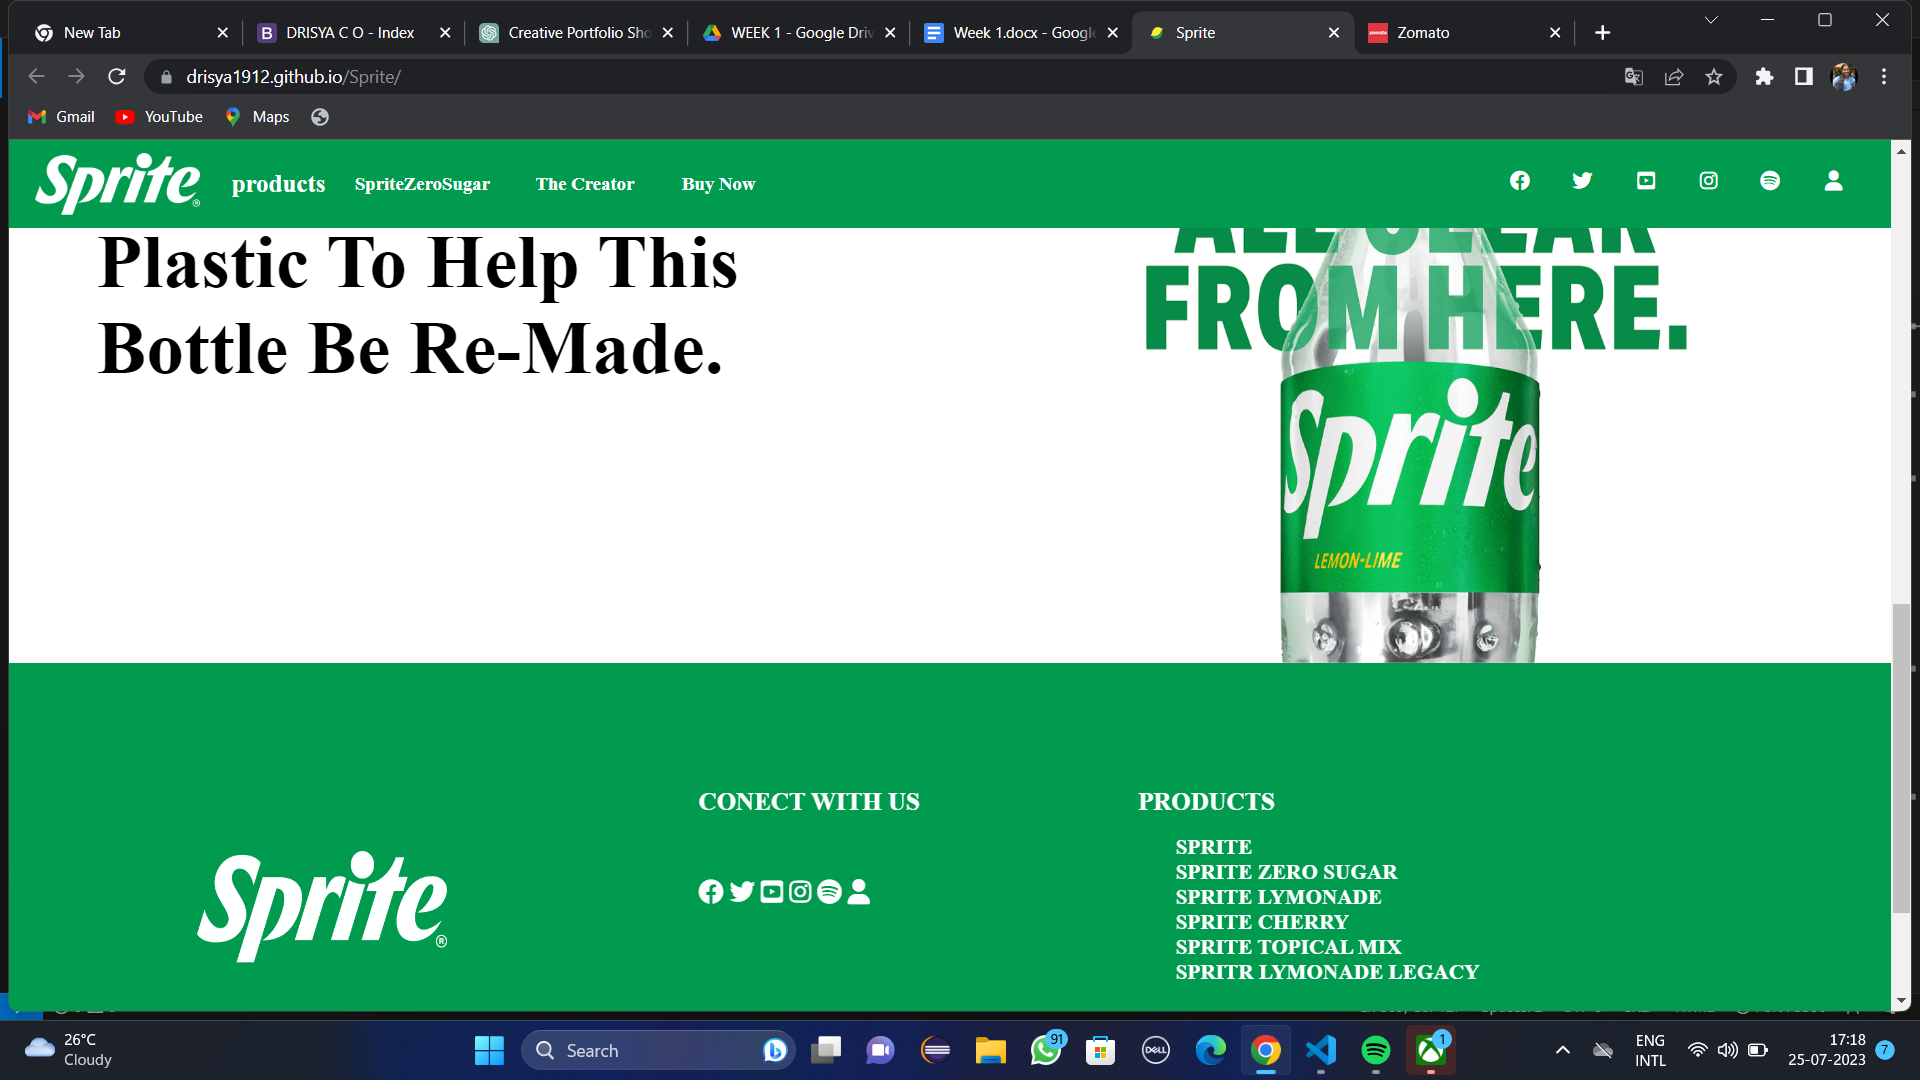 New Tab
DRISYA C O - Index
Creative Portfolio Sho
WEEK 1 - Google Driv
Week 1.docx - Google
Sprite
Zomato
drisya1912.github.io/Sprite/
Gmail
YouTube
Maps
Sprite®
products
SpriteZeroSugar
The Creator
Buy Now
Plastic To Help This
Bottle Be Re-Made.
FROM HERE.
Sprite
LEMON-LIME
Sprite®
CONECT WITH US
PRODUCTS
SPRITE
SPRITE ZERO SUGAR
SPRITE LYMONADE
SPRITE CHERRY
SPRITE TOPICAL MIX
SPRITR LYMONADE LEGACY
26°C
Cloudy
Search
DELL
91
1
ENG
INTL
17:18
25-07-2023
7